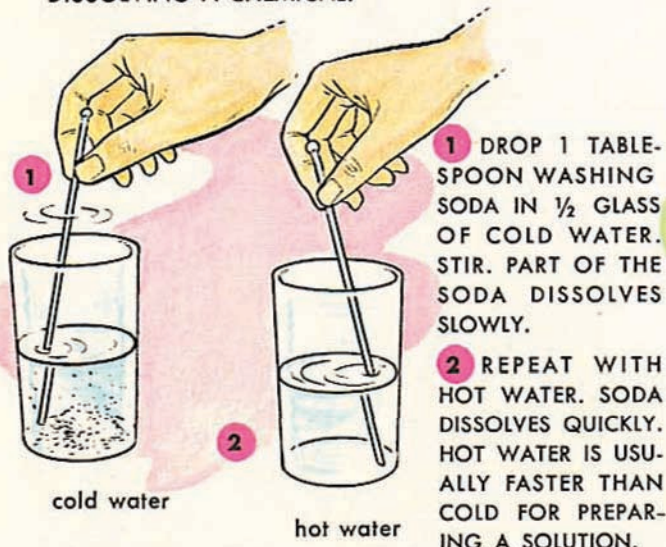 1 DROP 1 TABLE-
SPOON WASHING
SODA IN ½ GLASS
OF COLD WATER.
STIR. PART OF THE
SODA DISSOLVES
SLOWLY.
2 REPEAT WITH
HOT WATER. SODA
DISSOLVES QUICKLY.
HOT WATER IS USU-
ALLY FASTER THAN
COLD FOR PREPAR-
ING A SOLUTION.
1
cold water
2
hot water